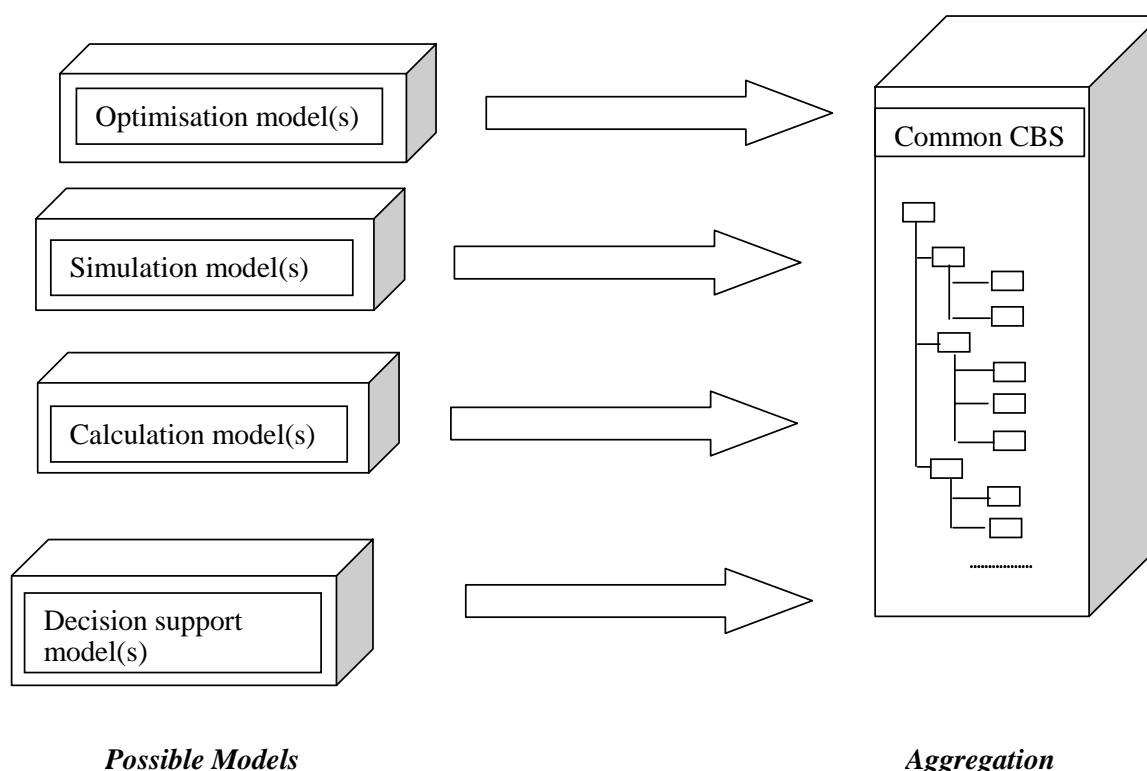 Optimisation model(s)
Common CBS
Simulation model(s)
Calculation model(s)
Decision support
model(s)
Possible Models
Aggregation